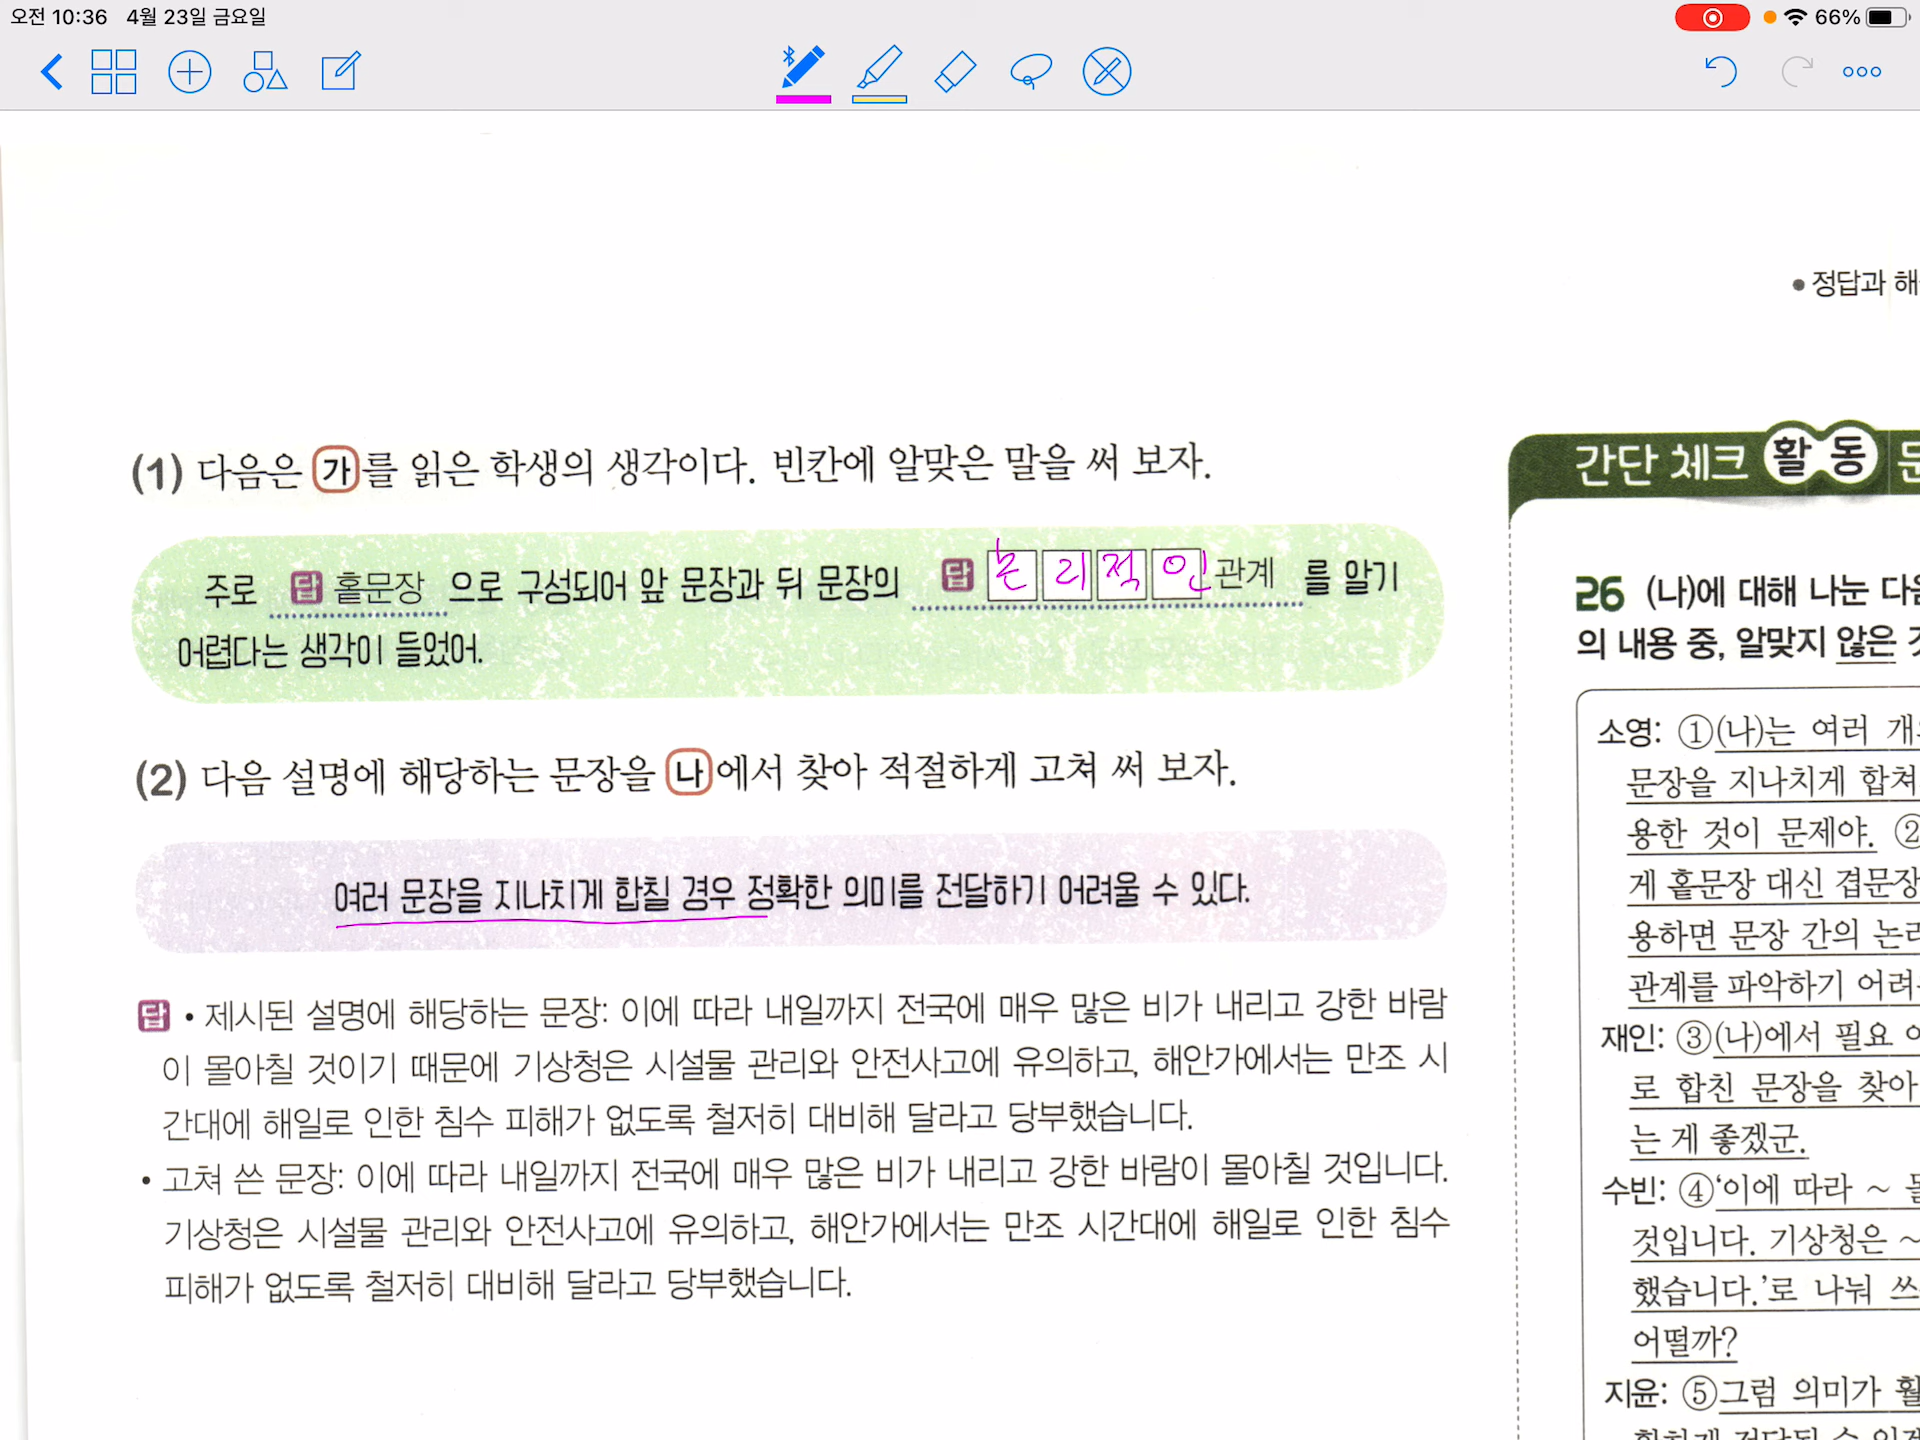 오전 10:36 4월 23일 금요일
66%
• 정답과 해
(1) 다음은 가를 읽은 학생의 생각이다. 빈칸에 알맞은 말을 써 보자.
주로 답 홑문장 으로 구성되어 앞 문장과 뒤 문장의 답 논리적인 관계 를 알기
어렵다는 생각이 들었어.
(2) 다음 설명에 해당하는 문장을 나에서 찾아 적절하게 고쳐 써 보자.
여러 문장을 지나치게 합칠 경우 정확한 의미를 전달하기 어려울 수 있다.
답 • 제시된 설명에 해당하는 문장: 이에 따라 내일까지 전국에 매우 많은 비가 내리고 강한 바람
이 몰아칠 것이기 때문에 기상청은 시설물 관리와 안전사고에 유의하고, 해안가에서는 만조 시
간대에 해일로 인한 침수 피해가 없도록 철저히 대비해 달라고 당부했습니다.
• 고쳐 쓴 문장: 이에 따라 내일까지 전국에 매우 많은 비가 내리고 강한 바람이 몰아칠 것입니다.
기상청은 시설물 관리와 안전사고에 유의하고, 해안가에서는 만조 시간대에 해일로 인한 침수
피해가 없도록 철저히 대비해 달라고 당부했습니다.
간단 체크 활동
26 (나)에 대해 나눈 다음
의 내용 중, 알맞지 않은
소영: ①(나)는 여러 개
문장을 지나치게 합쳐
용한 것이 문제야. ②
게 홑문장 대신 겹문장
용하면 문장 간의 논리
관계를 파악하기 어려
재인: ③(나)에서 필요
로 합친 문장을 찾아
는 게 좋겠군.
수빈: ④'이에 따라 ~
것입니다. 기상청은 ~
했습니다.'로 나눠 쓰
어떨까?
지윤: ⑤그럼 의미가